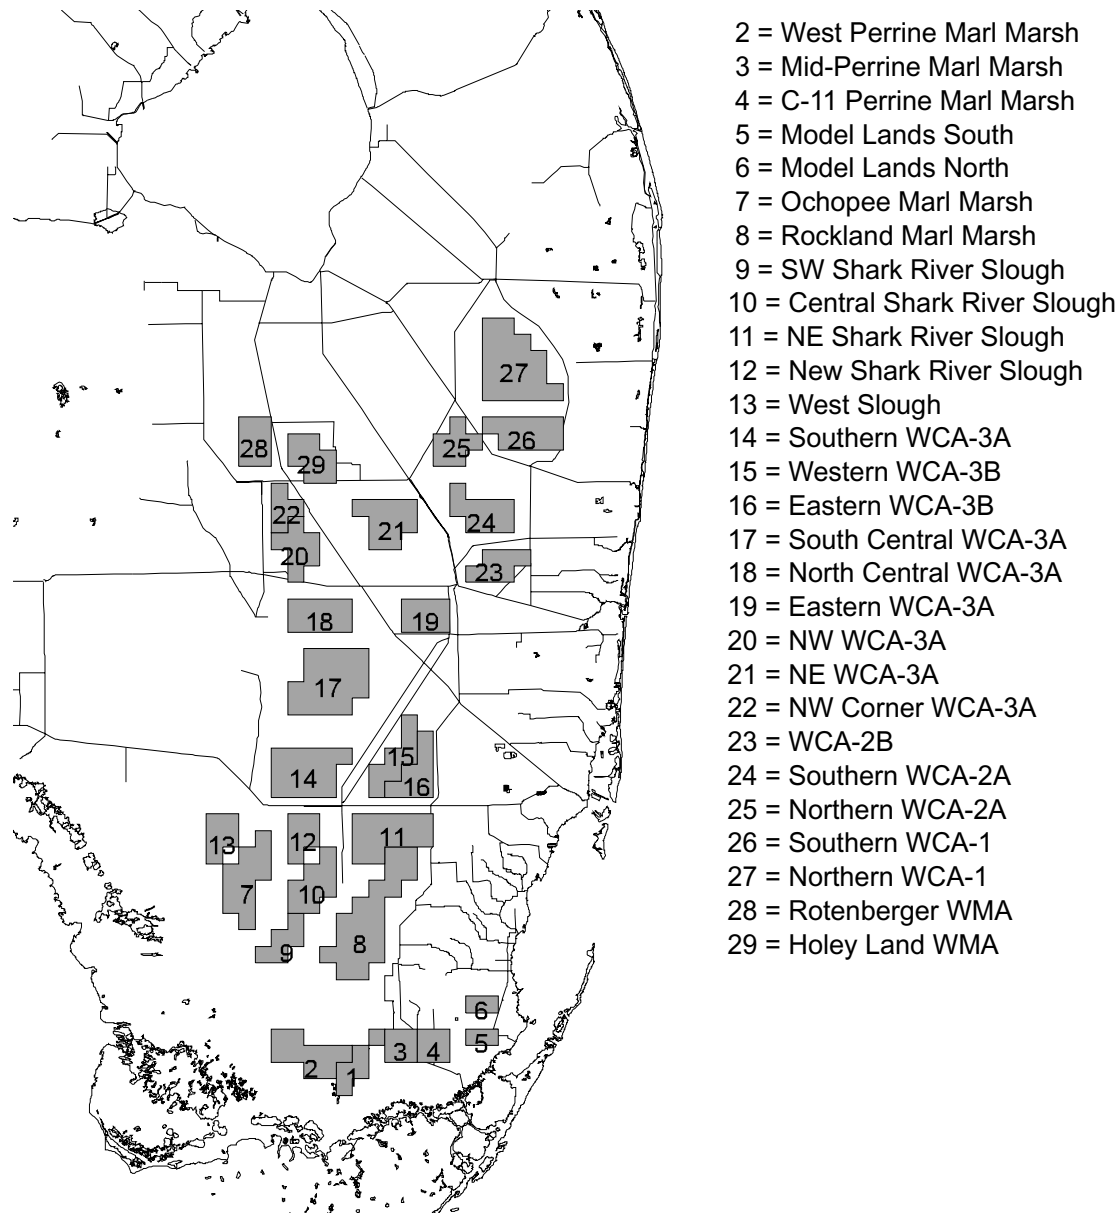 2 = West Perrine Marl Marsh
3 = Mid-Perrine Marl Marsh
4 = C-11 Perrine Marl Marsh
5 = Model Lands South
6 = Model Lands North
7 = Ochopee Marl Marsh
8 = Rockland Marl Marsh
9 = SW Shark River Slough
10 = Central Shark River Slough
11 = NE Shark River Slough
12 = New Shark River Slough
13 = West Slough
14 = Southern WCA-3A
15 = Western WCA-3B
16 = Eastern WCA-3B
17 = South Central WCA-3A
18 = North Central WCA-3A
19 = Eastern WCA-3A
20 = NW WCA-3A
21 = NE WCA-3A
22 = NW Corner WCA-3A
23 = WCA-2B
24 = Southern WCA-2A
25 = Northern WCA-2A
26 = Southern WCA-1
27 = Northern WCA-1
28 = Rotenberger WMA
29 = Holey Land WMA
27
28
29
25
26
22
21
24
20
23
18
19
17
15
14
16
13
12
11
7
10
8
9
6
5
3
4
2
1